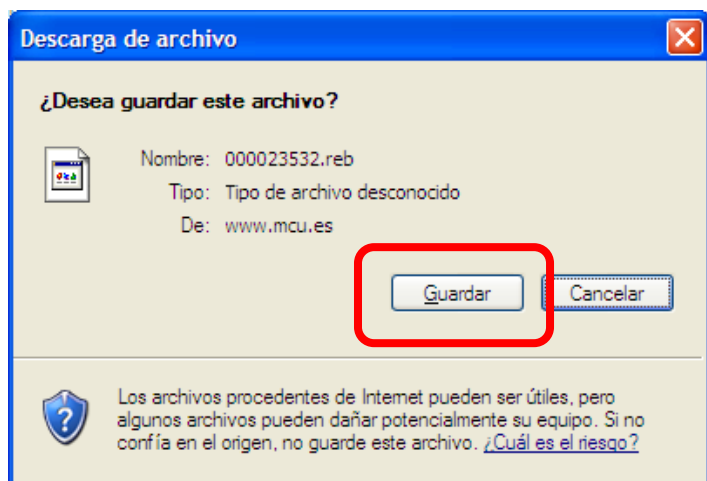 Descarga de archivo
¿Desea guardar este archivo?
Nombre: 000023532.reb
Tipo: Tipo de archivo desconocido
De: www.mcu.es
Guardar Cancelar
Los archivos procedentes de Internet pueden ser útiles, pero
algunos archivos pueden dañar potencialmente su equipo. Si no
confía en el origen, no guarde este archivo. ¿Cuál es el riesgo?